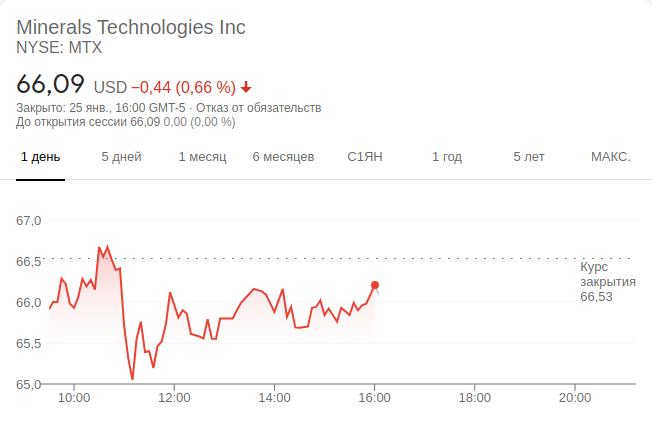 Minerals Technologies Inc
NYSE: MTX
66,09 USD −0,44 (0,66 %)
Закрыто: 25 янв., 16:00 GMT-5 · Отказ от обязательств
До открытия сессии 66,09 0,00 (0,00 %)
1 день 5 дней 1 месяц 6 месяцев С1ЯН 1 год 5 лет МАКС.
67,0
66,5
Курс
закрытия
66,53
66,0
65,5
65,0
10:00 12:00 14:00 16:00 18:00 20:00